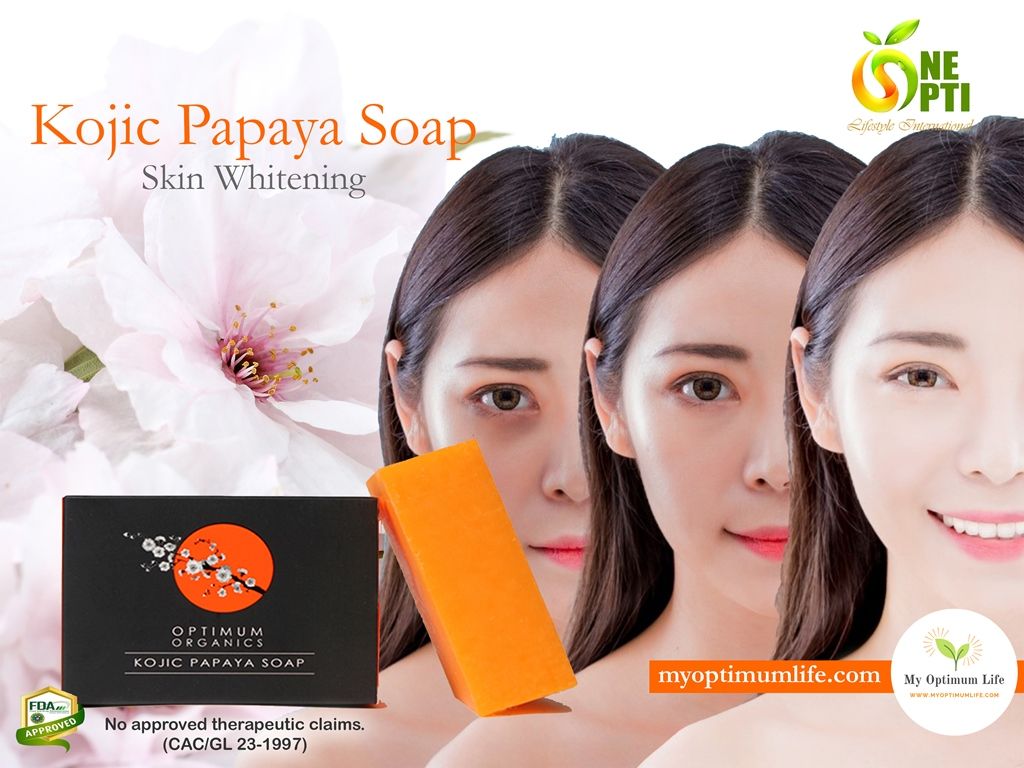 Kojic Papaya Soap
Skin Whitening
NE
PTI
Lifestyle International
OPTIMUM
ORGANICS
KOJIC PAPAYA SOAP
FDA
APPROVED
No approved therapeutic claims.
(CAC/GL 23-1997)
myoptimumlife.com
My Optimum Life
WWW.MYOPTIMUMLIFE.COM